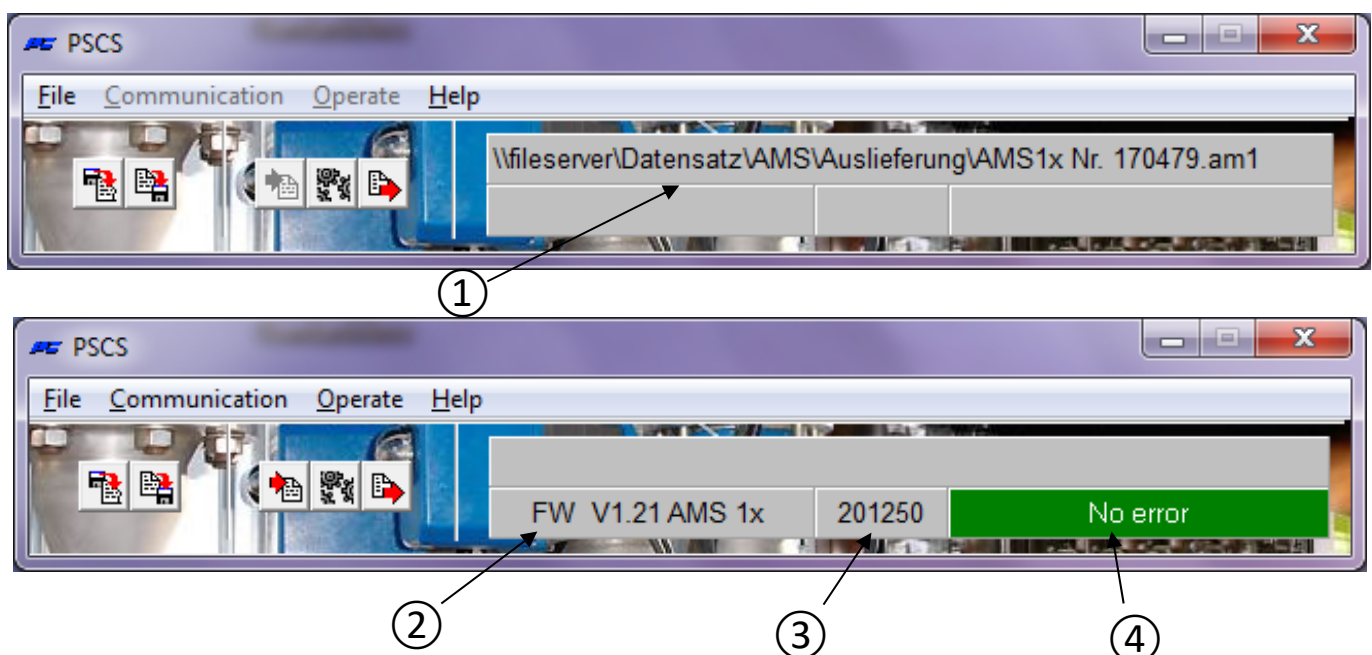 PSCS
File Communication Operate Help
\\fileserver\Datensatz\AMS\Auslieferung\AMS1x Nr. 170479.am1
1
PSCS
File Communication Operate Help
FW V1.21 AMS 1x 201250 No error
2 3 4